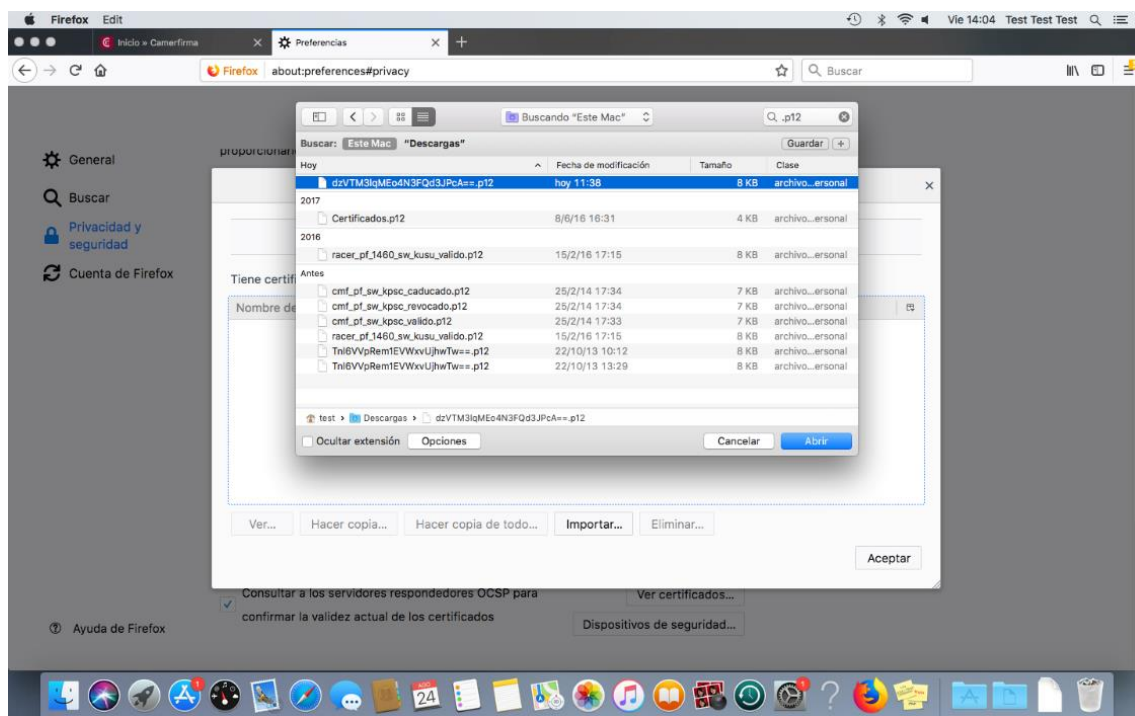 Firefox Edit Vie 14:04 Test Test Test
Inicio » Camerfirma Preferencias
Firefox about:preferences#privacy Buscar
Buscando "Este Mac" .p12
Buscar: Este Mac "Descargas" Guardar +
Hoy Fecha de modificación Tamaño Clase
dzVTM3IqMEo4N3FQd3JPcA==.p12 hoy 11:38 8 KB archivo...ersonal
2017
Certificados.p12 8/6/16 16:31 4 KB archivo...ersonal
2016
racer_pf_1460_sw_kusu_valido.p12 15/2/16 17:15 8 KB archivo...ersonal
Antes
cmf_pf_sw_kpsc_caducado.p12 25/2/14 17:34 7 KB archivo...ersonal
cmf_pf_sw_kpsc_revocado.p12 25/2/14 17:34 7 KB archivo...ersonal
cmf_pf_sw_kpsc_valido.p12 25/2/14 17:33 7 KB archivo...ersonal
racer_pf_1460_sw_kusu_valido.p12 15/2/16 17:15 8 KB archivo...ersonal
TnI6VVpRem1EVWxvUjhwTw==.p12 22/10/13 10:12 8 KB archivo...ersonal
TnI6VVpRem1EVWxvUjhwTw==.p12 22/10/13 13:29 8 KB archivo...ersonal
test › Descargas › dzVTM3IqMEo4N3FQd3JPcA==.p12
Ocultar extensión Opciones Cancelar Abrir
General
Buscar
Privacidad y
seguridad
Cuenta de Firefox
Tiene certifi
Nombre de
Ver... Hacer copia... Hacer copia de todo... Importar... Eliminar...
Aceptar
Consultar a los servidores respondedores OCSP para
confirmar la validez actual de los certificados
Ver certificados...
Dispositivos de seguridad...
Ayuda de Firefox
24